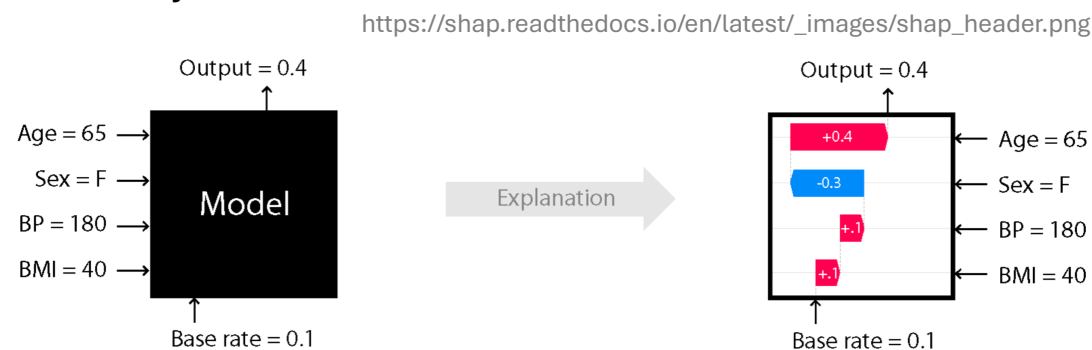 https://shap.readthedocs.io/en/latest/_images/shap_header.png
Output = 0.4
Age = 65
Sex = F
BP = 180
BMI = 40
Model
Base rate = 0.1
Explanation
Output = 0.4
+0.4
Age = 65
-0.3
Sex = F
+.1
BP = 180
+.1
BMI = 40
Base rate = 0.1